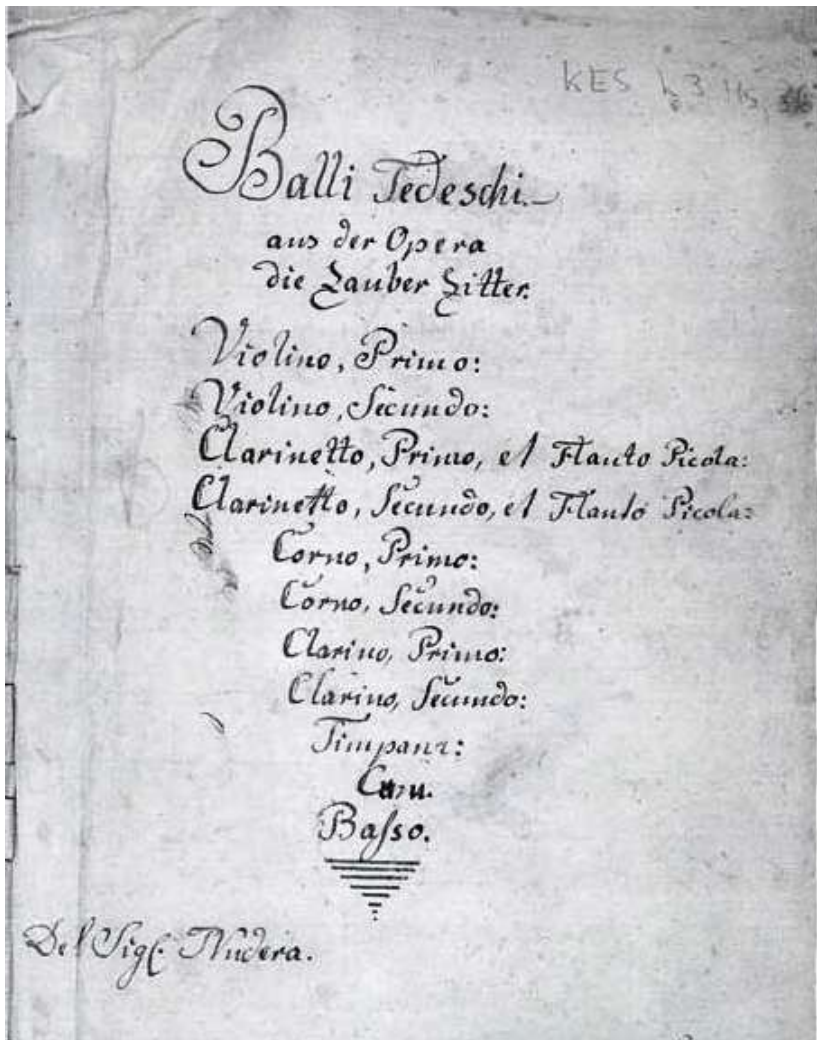 KES
Balli Tedeschi
aus der Opera
die Zauber Zitter.
Violino, Primo:
Violino, Secundo:
Clarinetto, Primo, et Flauto Picola:
Clarinetto, Secundo, et Flauto Picola:
Corno, Primo:
Corno, Secundo:
Clarino, Primo:
Clarino, Secundo:
Timpani:
Basso.
Del Sig. Nudera.